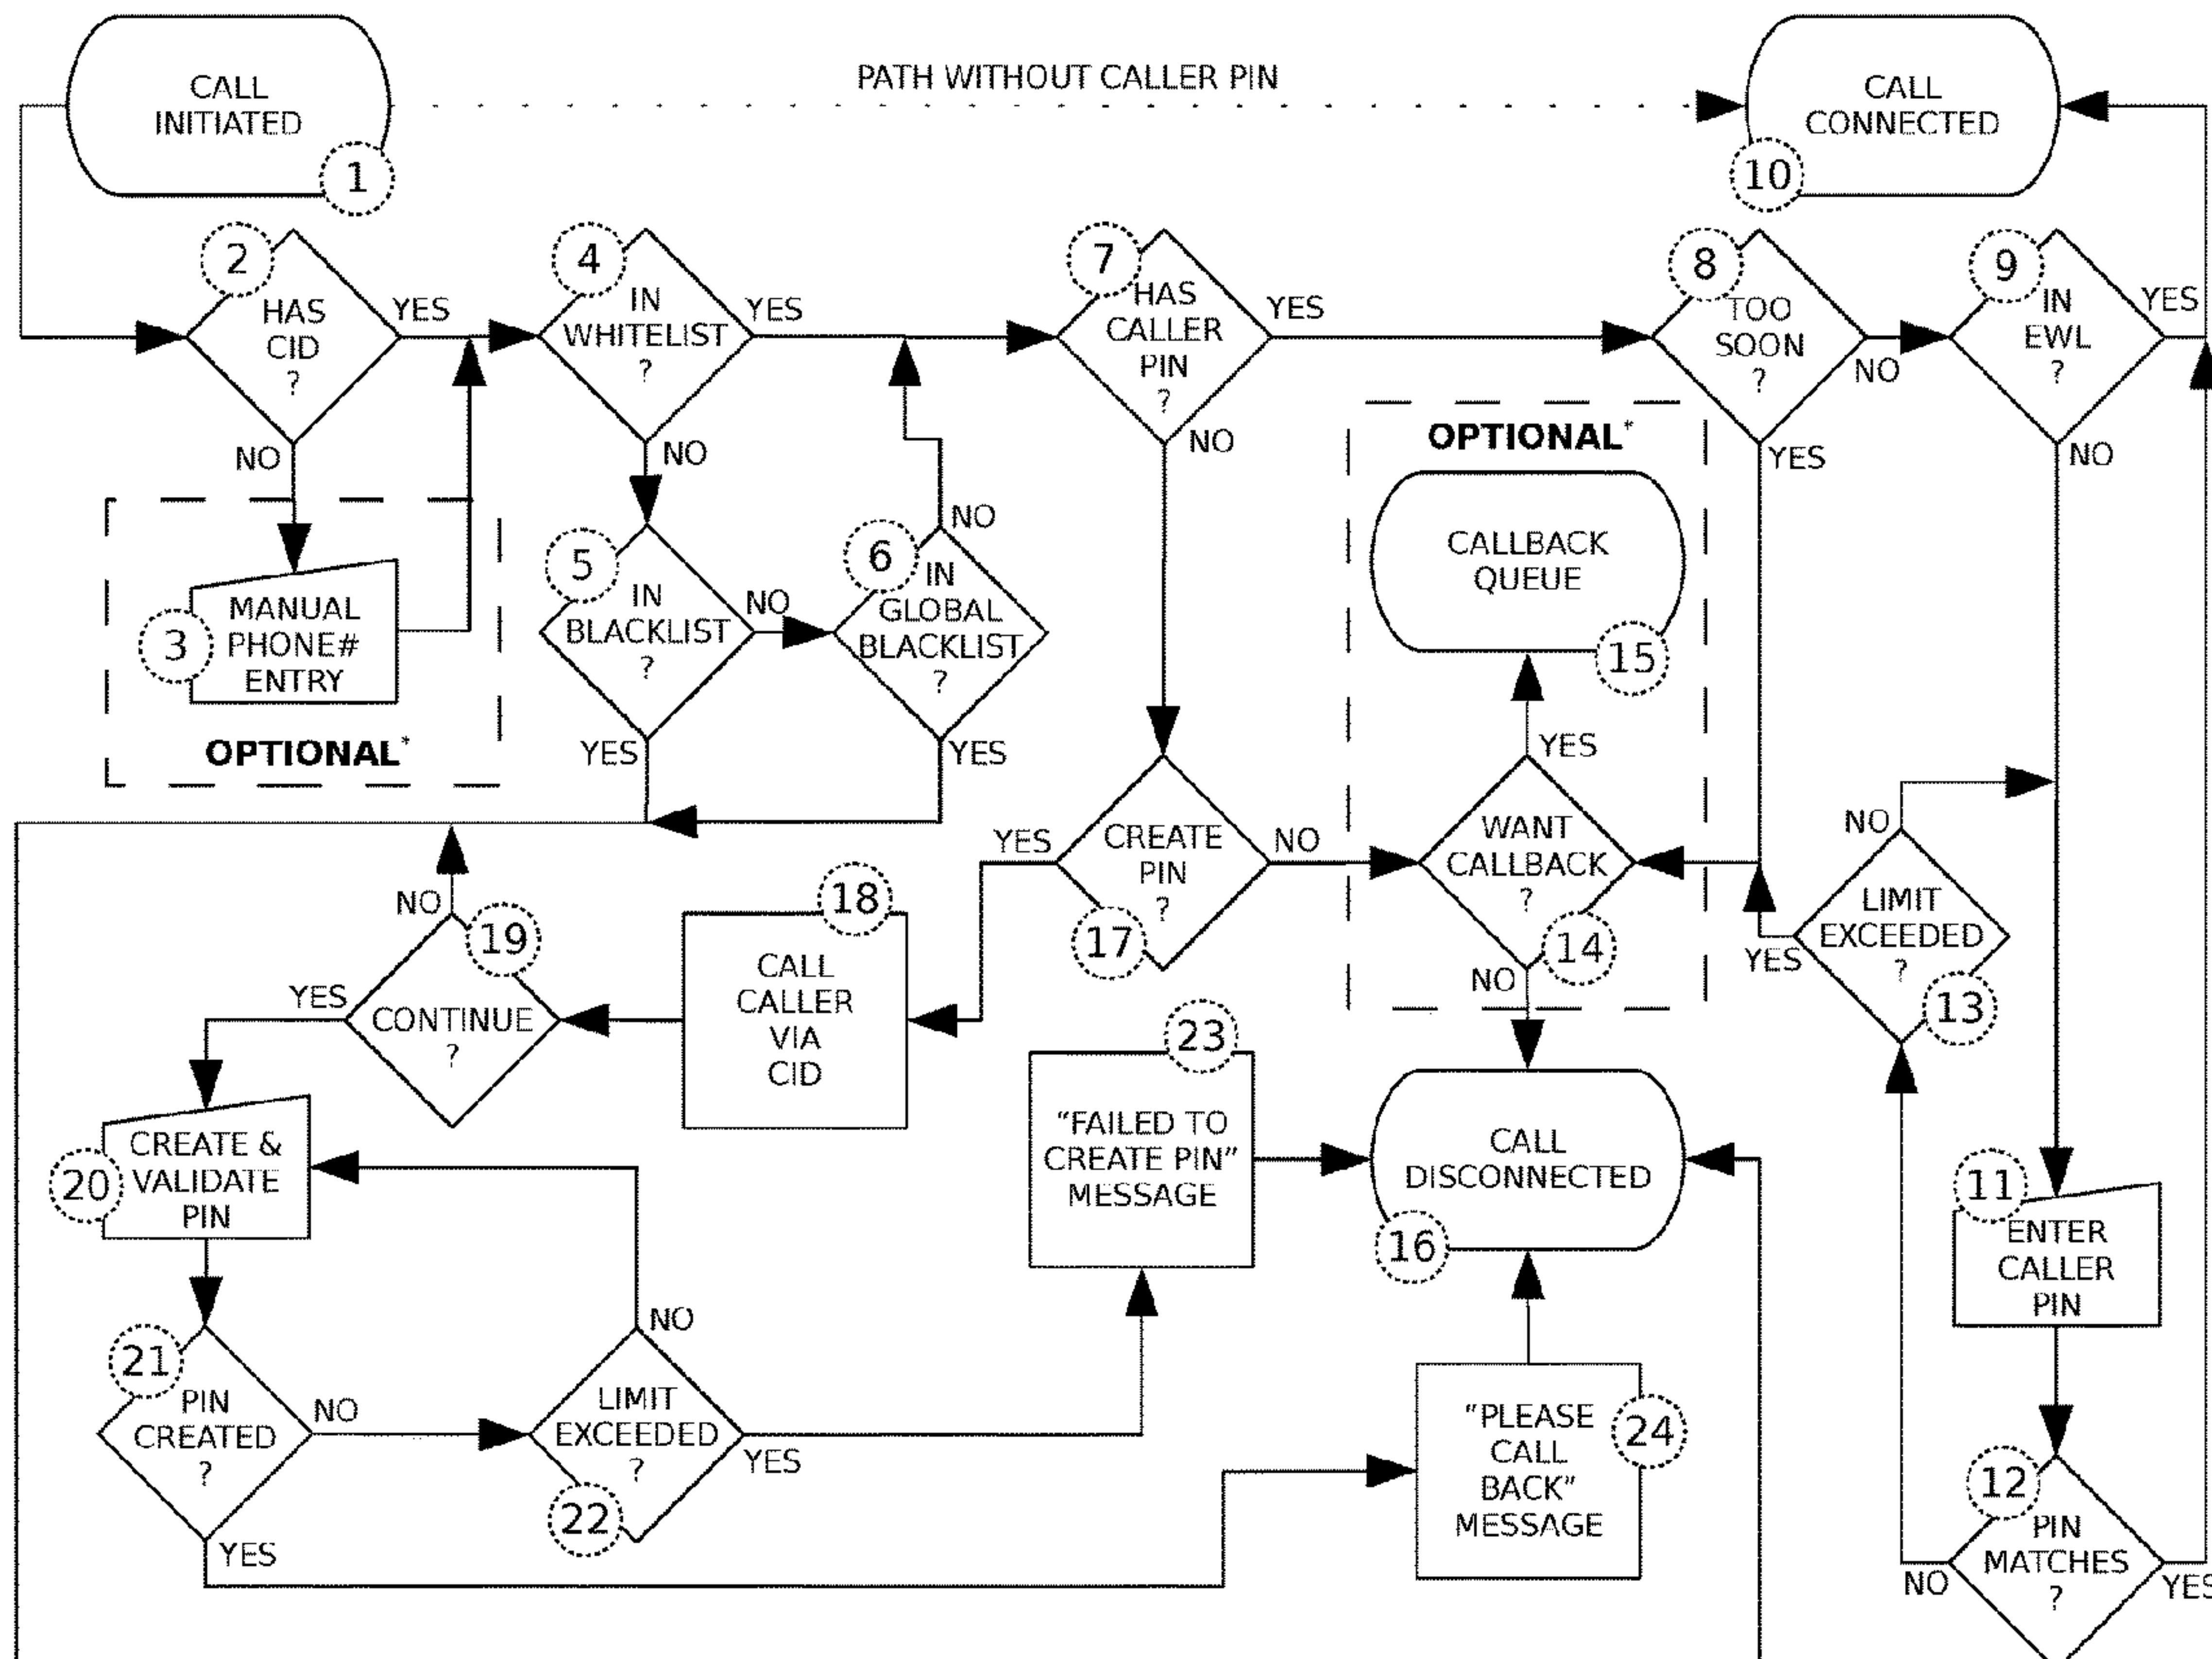 CALL
INITIATED
1
PATH WITHOUT CALLER PIN
CALL
CONNECTED
10
2
HAS
CID
?
YES
NO
4
IN
WHITELIST
?
YES
NO
7
HAS
CALLER
PIN
?
YES
NO
8
TOO
SOON
?
NO
YES
9
IN
EWL
?
YES
NO
3
MANUAL
PHONE#
ENTRY
OPTIONAL*
5
IN
BLACKLIST
?
NO
YES
6
IN
GLOBAL
BLACKLIST
?
NO
YES
OPTIONAL*
CALLBACK
QUEUE
15
YES
WANT
CALLBACK
?
14
NO
YES
CREATE
PIN
?
NO
17
NO
LIMIT
EXCEEDED
?
YES
13
18
CALL
CALLER
VIA
CID
NO
19
YES
CONTINUE
?
CREATE &
VALIDATE
PIN
20
23
"FAILED TO
CREATE PIN"
MESSAGE
CALL
DISCONNECTED
16
11
ENTER
CALLER
PIN
21
PIN
CREATED
?
NO
YES
NO
LIMIT
EXCEEDED
?
YES
22
"PLEASE
CALL
BACK"
MESSAGE
24
12
PIN
MATCHES
?
NO
YES